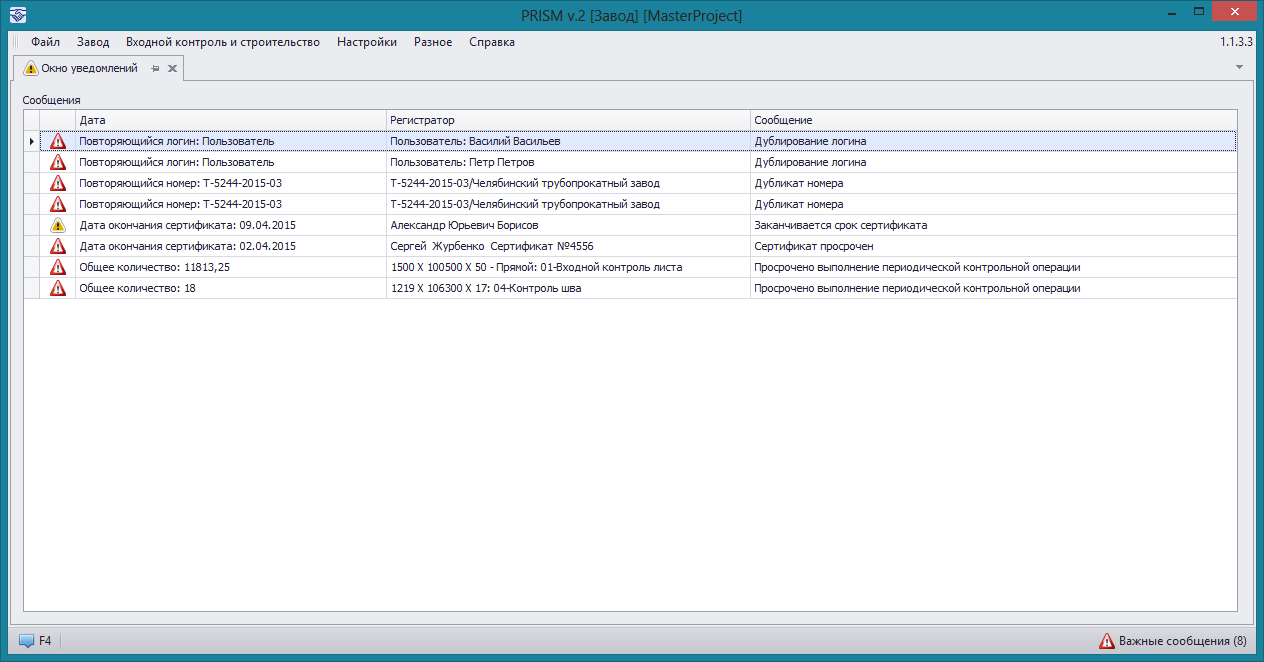 PRISM v.2 [Завод] [MasterProject]
Файл Завод Входной контроль и строительство Настройки Разное Справка 1.1.3.3
Окно уведомлений
Сообщения
Дата Регистратор Сообщение
Повторяющийся логин: Пользователь Пользователь: Василий Васильев Дублирование логина
Повторяющийся логин: Пользователь Пользователь: Петр Петров Дублирование логина
Повторяющийся номер: T-5244-2015-03 T-5244-2015-03/Челябинский трубопрокатный завод Дубликат номера
Повторяющийся номер: T-5244-2015-03 T-5244-2015-03/Челябинский трубопрокатный завод Дубликат номера
Дата окончания сертификата: 09.04.2015 Александр Юрьевич Борисов Заканчивается срок сертификата
Дата окончания сертификата: 02.04.2015 Сергей Журбенко Сертификат №4556 Сертификат просрочен
Общее количество: 11813,25 1500 X 100500 X 50 - Прямой: 01-Входной контроль листа Просрочено выполнение периодической контрольной операции
Общее количество: 18 1219 X 106300 X 17: 04-Контроль шва Просрочено выполнение периодической контрольной операции
F4 Важные сообщения (8)